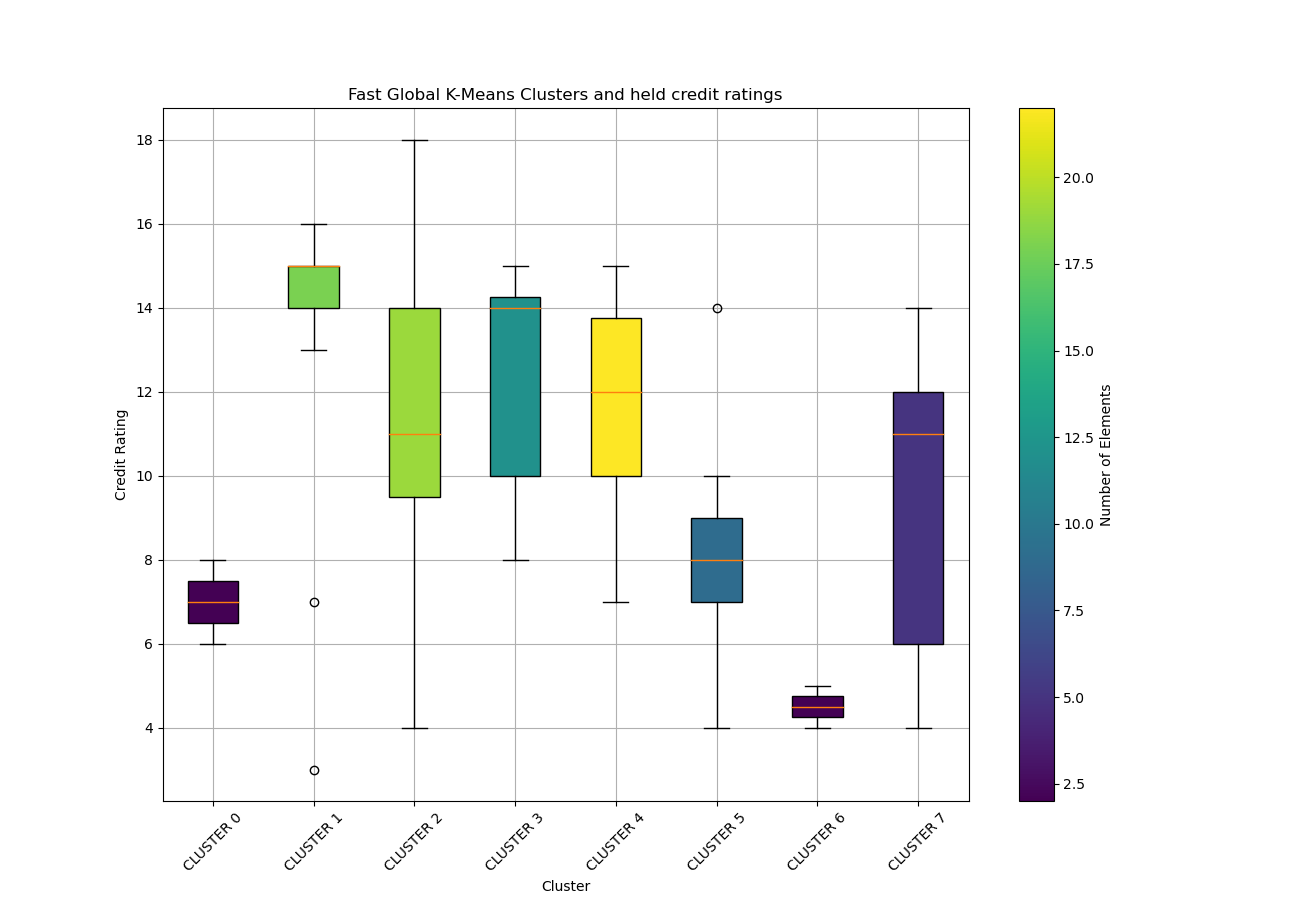 Fast Global K-Means Clusters and held credit ratings
18
16
14
12
10
8
6
4
Credit Rating
CLUSTER 0
CLUSTER 1
CLUSTER 2
CLUSTER 3
CLUSTER 4
CLUSTER 5
CLUSTER 6
CLUSTER 7
Cluster
20.0
17.5
15.0
12.5
10.0
7.5
5.0
2.5
Number of Elements